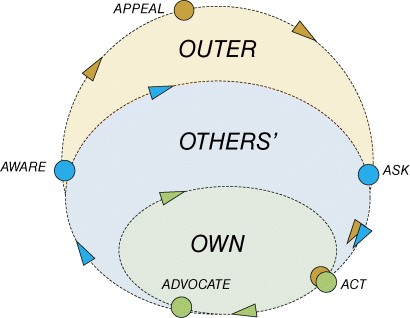 APPEAL
OUTER
OTHERS’
AWARE
ASK
OWN
ADVOCATE
ACT